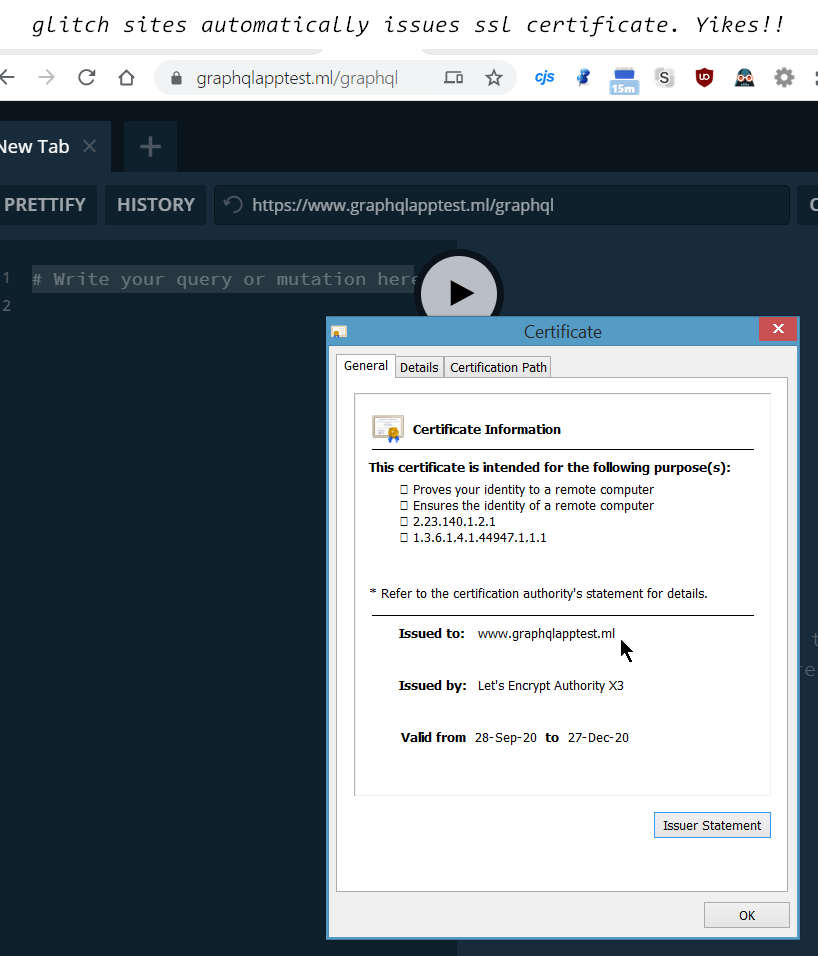 glitch sites automatically issues ssl certificate. Yikes!!
graphqlapptest.ml/graphql
cjs
15m
S
New Tab
PRETTIFY
HISTORY
https://www.graphqlapptest.ml/graphql
1
# Write your query or mutation here
2
Certificate
General
Details
Certification Path
Certificate Information
This certificate is intended for the following purpose(s):
Proves your identity to a remote computer
Ensures the identity of a remote computer
2.23.140.1.2.1
1.3.6.1.4.1.44947.1.1.1
* Refer to the certification authority's statement for details.
Issued to: www.graphqlapptest.ml
Issued by: Let's Encrypt Authority X3
Valid from 28-Sep-20 to 27-Dec-20
Issuer Statement
OK